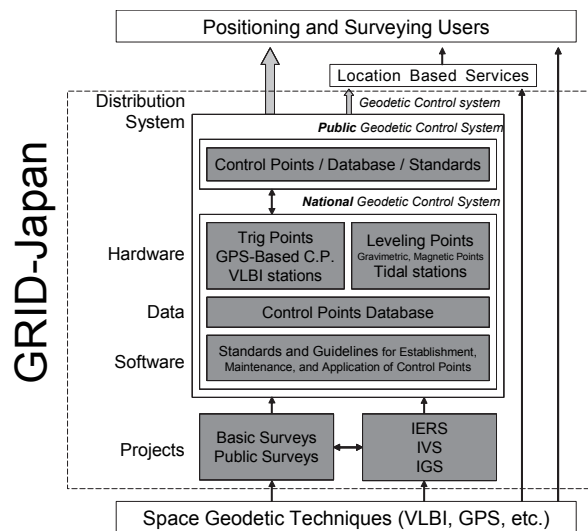 Positioning and Surveying Users
Location Based Services
GRID-Japan
Distribution
System
Geodetic Control system
Public Geodetic Control System
Control Points / Database / Standards
National Geodetic Control System
Hardware
Trig Points
GPS-Based C.P.
VLBI stations
Leveling Points
Gravimetric, Magnetic Points
Tidal stations
Data
Control Points Database
Software
Standards and Guidelines for Establishment,
Maintenance, and Application of Control Points
Projects
Basic Surveys
Public Surveys
IERS
IVS
IGS
Space Geodetic Techniques (VLBI, GPS, etc.)